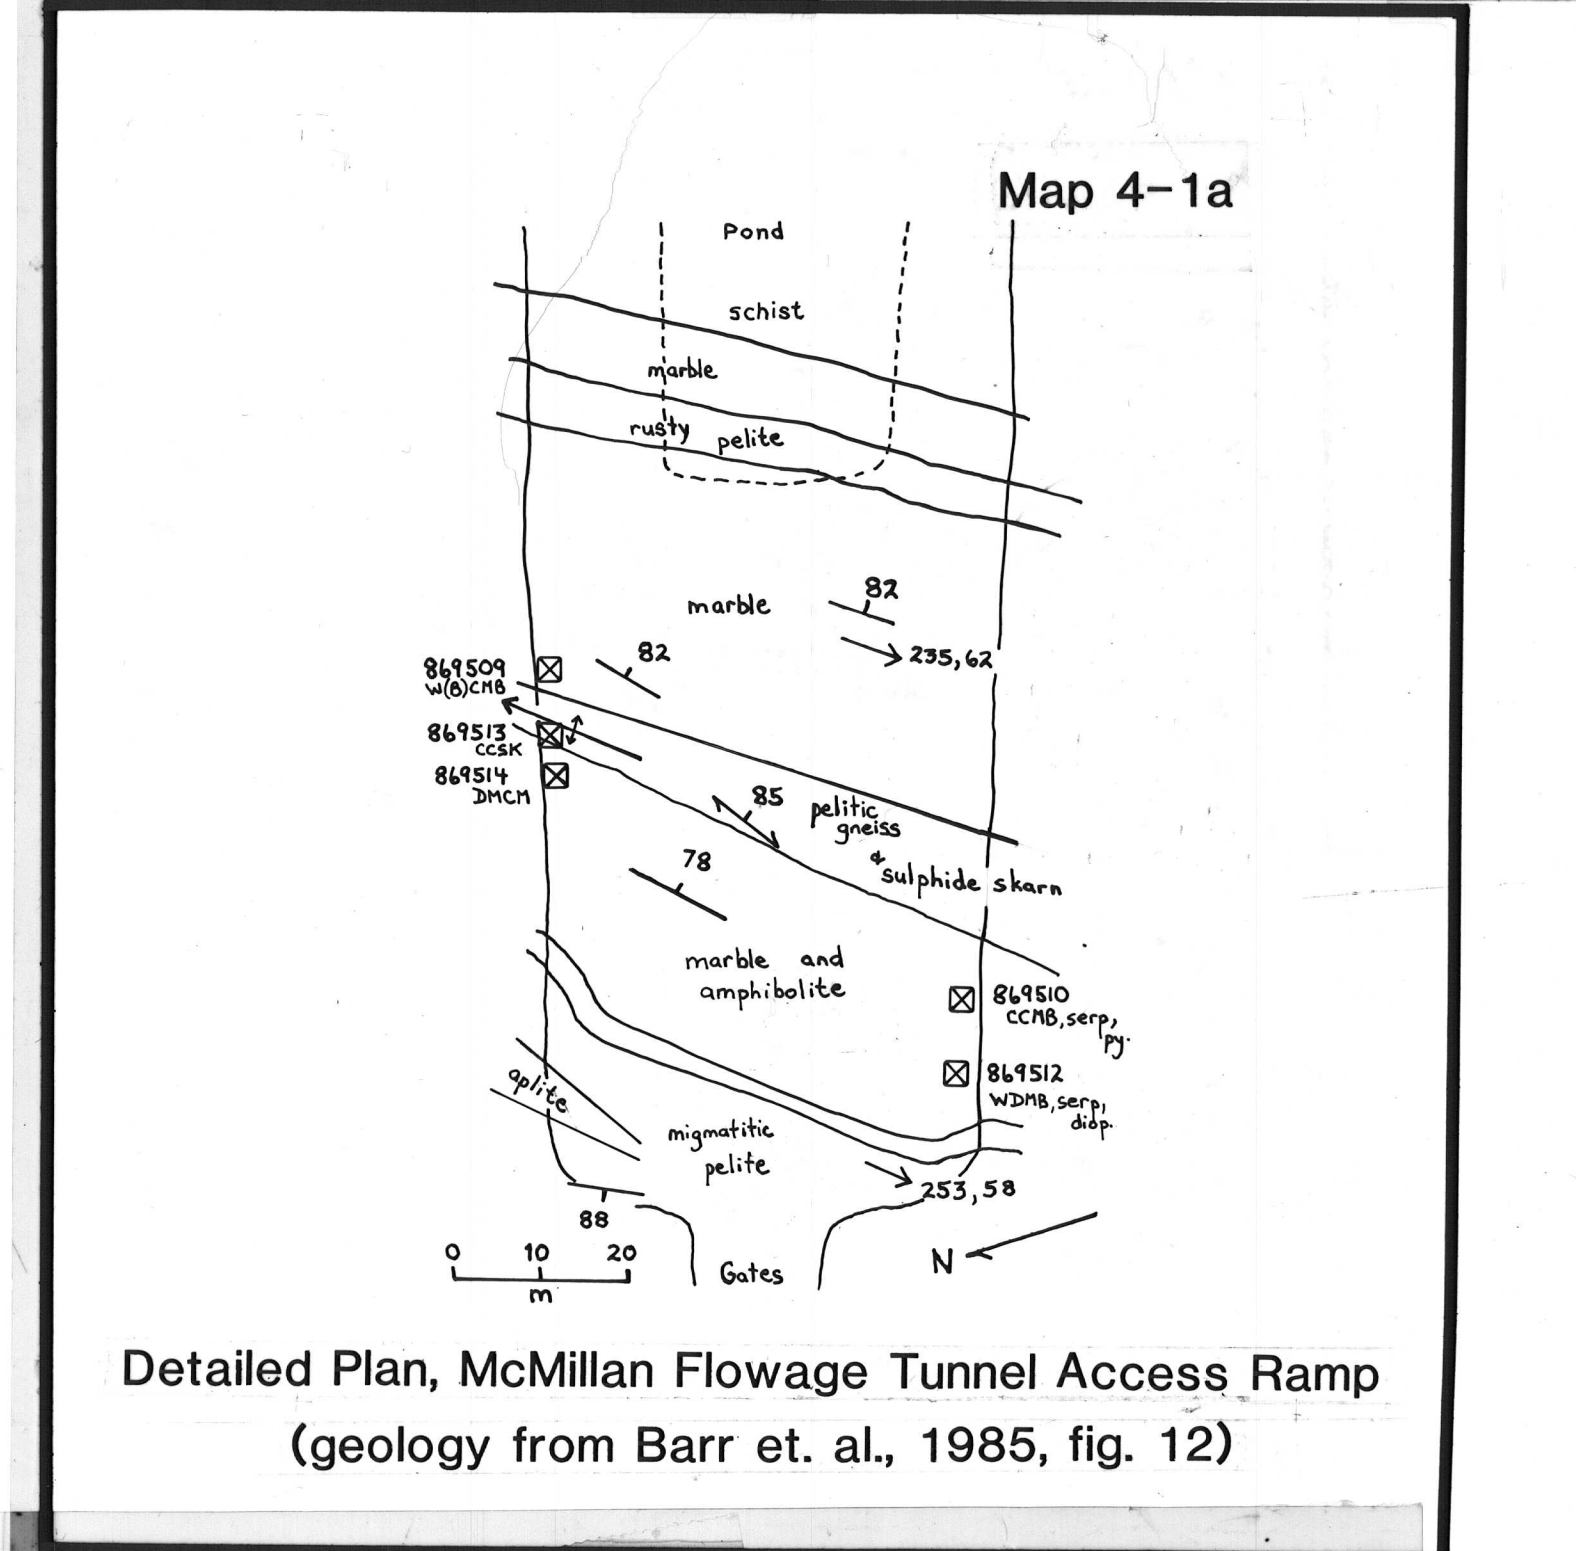 Map 4-1a
Pond
schist
marble
rusty pelite
82
marble
235,62
82
869509
W(B)CMB
869513
CCSK
869514
DMCM
85
pelitic
gneiss
&
sulphide skarn
78
marble and
amphibolite
869510
CCMB, serp,
py.
869512
WDMB, serp,
diop.
aplite
migmatitic
pelite
253,58
88
0 10 20
m
Gates
N
Detailed Plan, McMillan Flowage Tunnel Access Ramp
(geology from Barr et. al., 1985, fig. 12)